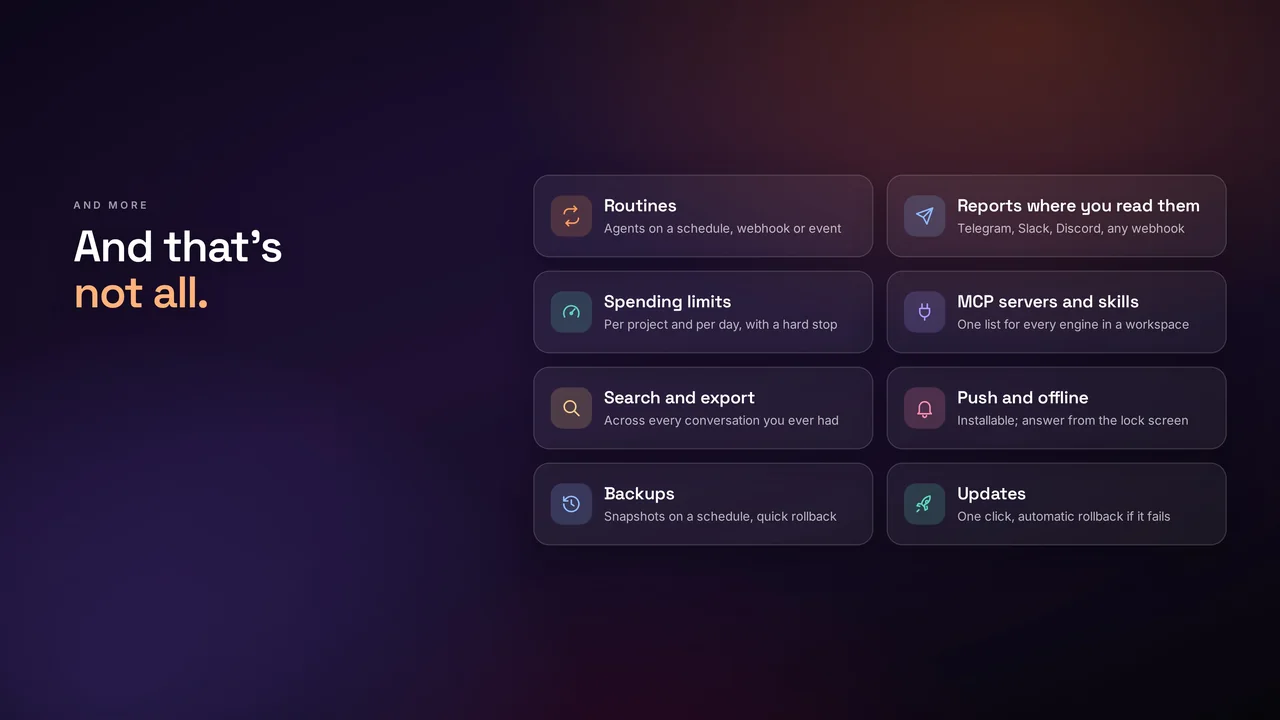 AND MORE
And that's
not all.
Routines
Agents on a schedule, webhook or event
Reports where you read them
Telegram, Slack, Discord, any webhook
Spending limits
Per project and per day, with a hard stop
MCP servers and skills
One list for every engine in a workspace
Search and export
Across every conversation you ever had
Push and offline
Installable; answer from the lock screen
Backups
Snapshots on a schedule, quick rollback
Updates
One click, automatic rollback if it fails